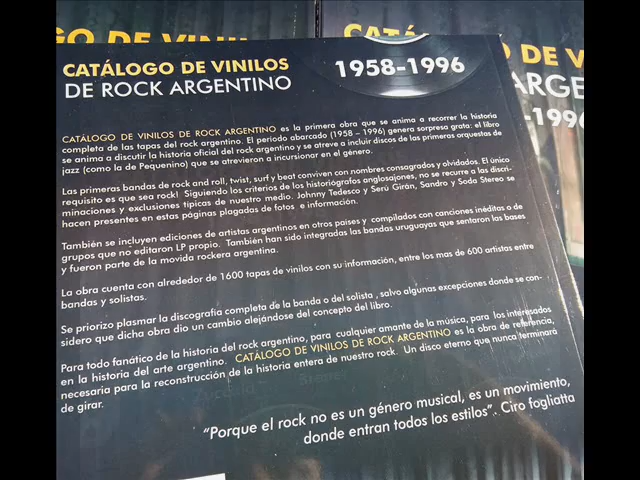 CATÁLOGO DE VINILOS
DE ROCK ARGENTINO
1958-1996
CATÁLOGO DE VINILOS DE ROCK ARGENTINO es la primera obra que se anima a recorrer la historia
completa de las tapas del rock argentino. El periodo abarcado (1958 – 1996) genera sorpresa grata: el libro
se anima a discutir la historia oficial del rock argentino y se atreve a incluir discos de las primeras orquestas de
jazz (como la de Pequenino) que se atrevieron a incursionar en el género.
Las primeras bandas de rock and roll, twist, surf y beat conviven con nombres consagrados y olvidados. El único
requisito es que sea rock! Siguiendo los criterios de los historiógrafos anglosajones, no se recurre a las discri-
minaciones y exclusiones típicas de nuestro medio. Johnny Tedesco y Serú Girán, Sandro y Soda Stereo se
hacen presentes en estas páginas plagadas de fotos e información.
También se incluyen ediciones de artistas argentinos en otros países y compilados con canciones inéditas o de
grupos que no editaron LP propio. También han sido integradas las bandas uruguayas que sentaron las bases
y fueron parte de la movida rockera argentina.
La obra cuenta con alrededor de 1600 tapas de vinilos con su información, entre los mas de 600 artistas entre
bandas y solistas.
Se priorizo plasmar la discografia completa de la banda o del solista , salvo algunas excepciones donde se con-
sidero que dicha obra dio un cambio alejándose del concepto del libro.
Para todo fanático de la historia del rock argentino, para cualquier amante de la música, para los interesados
en la historia del arte argentino. CATÁLOGO DE VINILOS DE ROCK ARGENTINO es la obra de referencia,
necesaria para la reconstrucción de la historia entera de nuestro rock. Un disco eterno que nunca terminará
de girar.
“Porque el rock no es un género musical, es un movimiento,
donde entran todos los estilos”. Ciro fogliatta